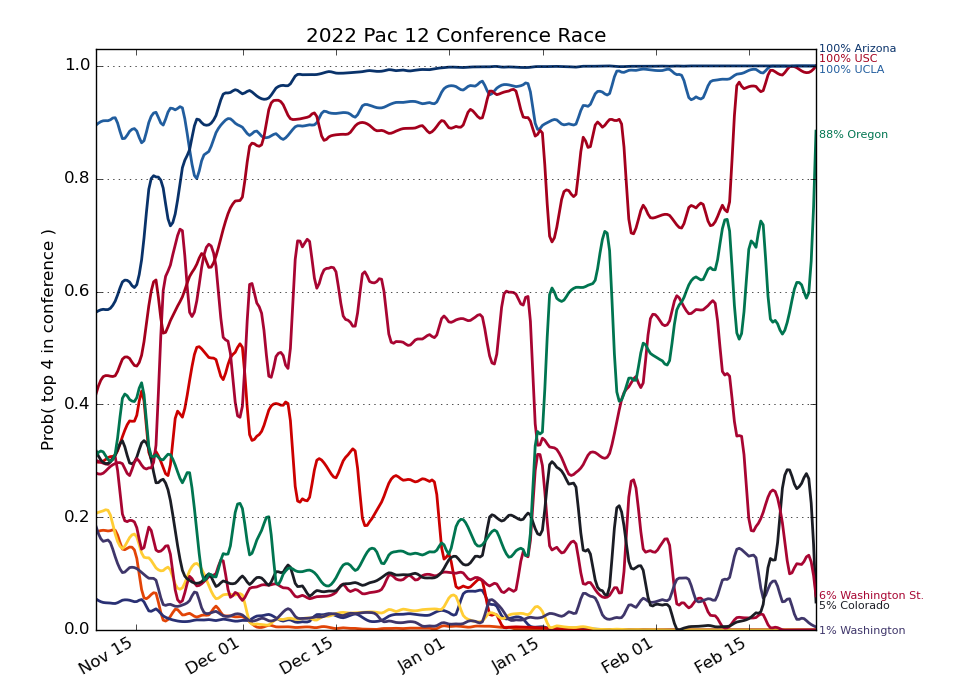 2022 Pac 12 Conference Race
Prob( top 4 in conference )
1.0
0.8
0.6
0.4
0.2
0.0
Nov 15
Dec 01
Dec 15
Jan 01
Jan 15
Feb 01
Feb 15
100% Arizona
100% USC
100% UCLA
88% Oregon
6% Washington St.
5% Colorado
1% Washington